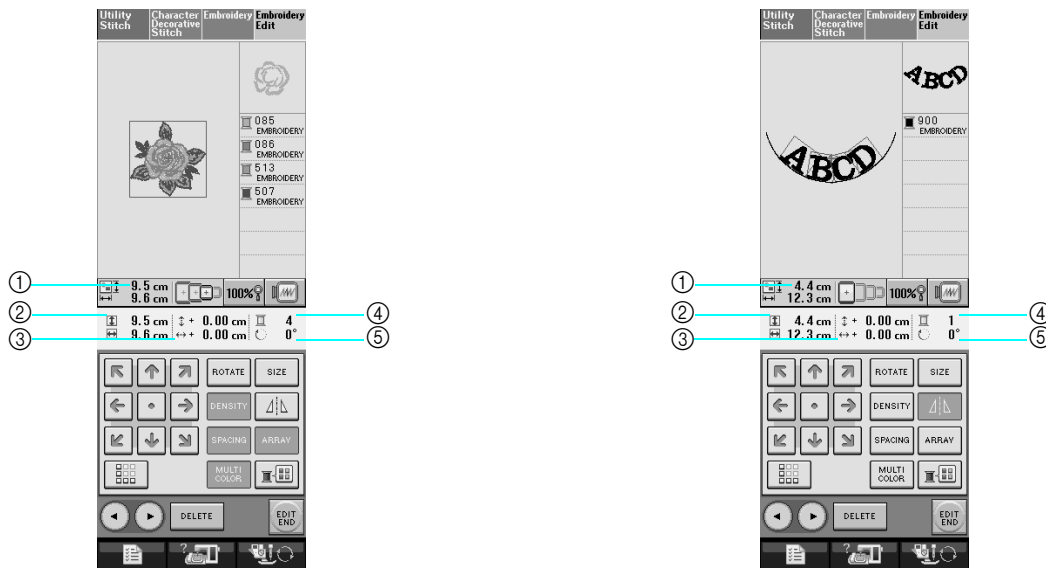 Utility Stitch
Character Decorative Stitch
Embroidery
Embroidery Edit
085
EMBROIDERY
086
EMBROIDERY
513
EMBROIDERY
507
EMBROIDERY
① 9.5 cm
9.6 cm
100%
② 9.5 cm + 0.00 cm 4 ④
③ 9.6 cm + 0.00 cm 0° ⑤
ROTATE
SIZE
DENSITY
SPACING
ARRAY
MULTI COLOR
DELETE
EDIT END
?
Utility Stitch
Character Decorative Stitch
Embroidery
Embroidery Edit
ABCD
900
EMBROIDERY
ABCD
① 4.4 cm
12.3 cm
100%
② 4.4 cm + 0.00 cm 1 ④
③ 12.3 cm + 0.00 cm 0° ⑤
ROTATE
SIZE
DENSITY
SPACING
ARRAY
MULTI COLOR
DELETE
EDIT END
?